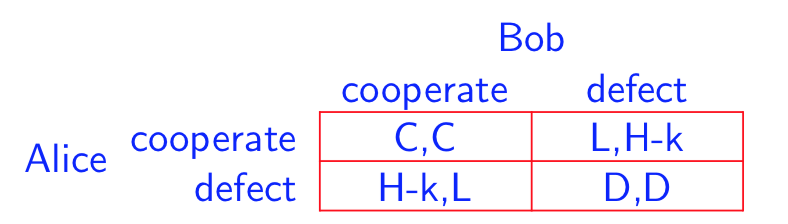 Bob
cooperate defect
Alice cooperate C,C L,H-k
defect H-k,L D,D